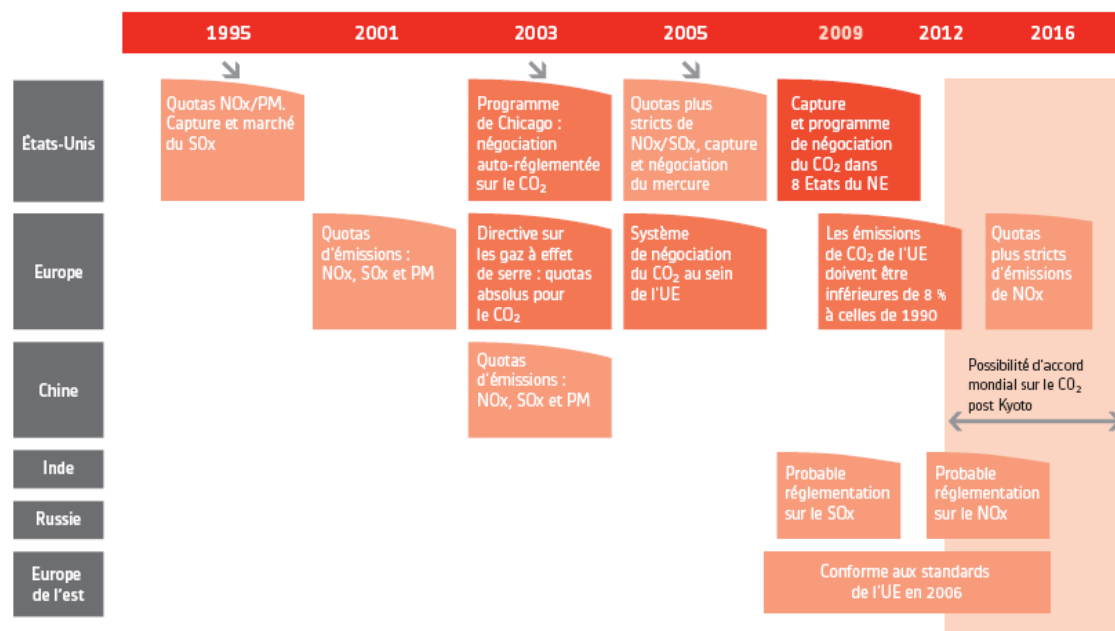 1995 2001 2003 2005 2009 2012 2016
États-Unis
Quotas NOx/PM.
Capture et marché
du SOx
Programme
de Chicago :
négociation
auto-réglementée
sur le CO₂
Quotas plus
stricts de
NOx/SOx, capture
et négociation
du mercure
Capture
et programme
de négociation
du CO₂ dans
8 Etats du NE
Europe
Quotas
d'émissions :
NOx, SOx et PM
Directive sur
les gaz à effet
de serre : quotas
absolus pour
le CO₂
Système
de négociation
du CO₂ au sein
de l'UE
Les émissions
de CO₂ de l'UE
doivent être
inférieures de 8 %
à celles de 1990
Quotas
plus stricts
d'émissions
de NOx
Chine
Quotas
d'émissions :
NOx, SOx et PM
Possibilité d'accord
mondial sur le CO₂
post Kyoto
Inde
Russie
Probable
réglementation
sur le SOx
Probable
réglementation
sur le NOx
Europe
de l'est
Conforme aux standards
de l'UE en 2006